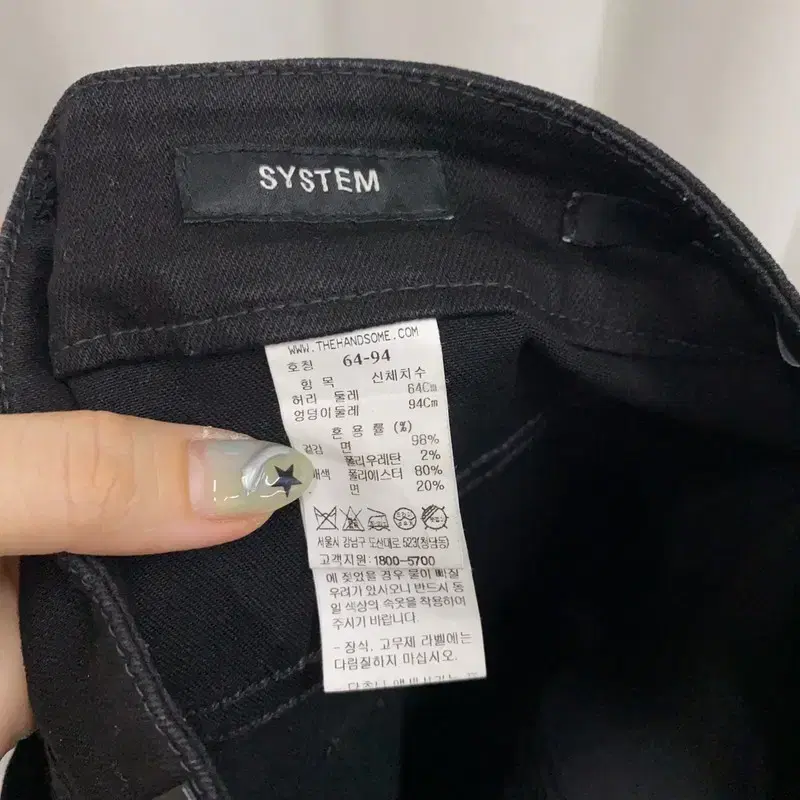 SYSTEM
WWW.THEHANDSOME.COM
호칭 64-94
항 목 신체치수
허리 둘레 64Cm
엉덩이둘레 94Cm
혼 용 률 (%)
겉감 면 98%
폴리우레탄 2%
배색 폴리에스터 80%
면 20%
서울시 강남구 도산대로 523(청담동)
고객지원: 1800-5700
에 젖었을 경우 물이 빠질
우려가 있사오니 반드시 동
일 색상의 속옷을 착용하여
주시기 바랍니다.
- 장식, 고무제 라벨에는
다림질하지 마십시오.